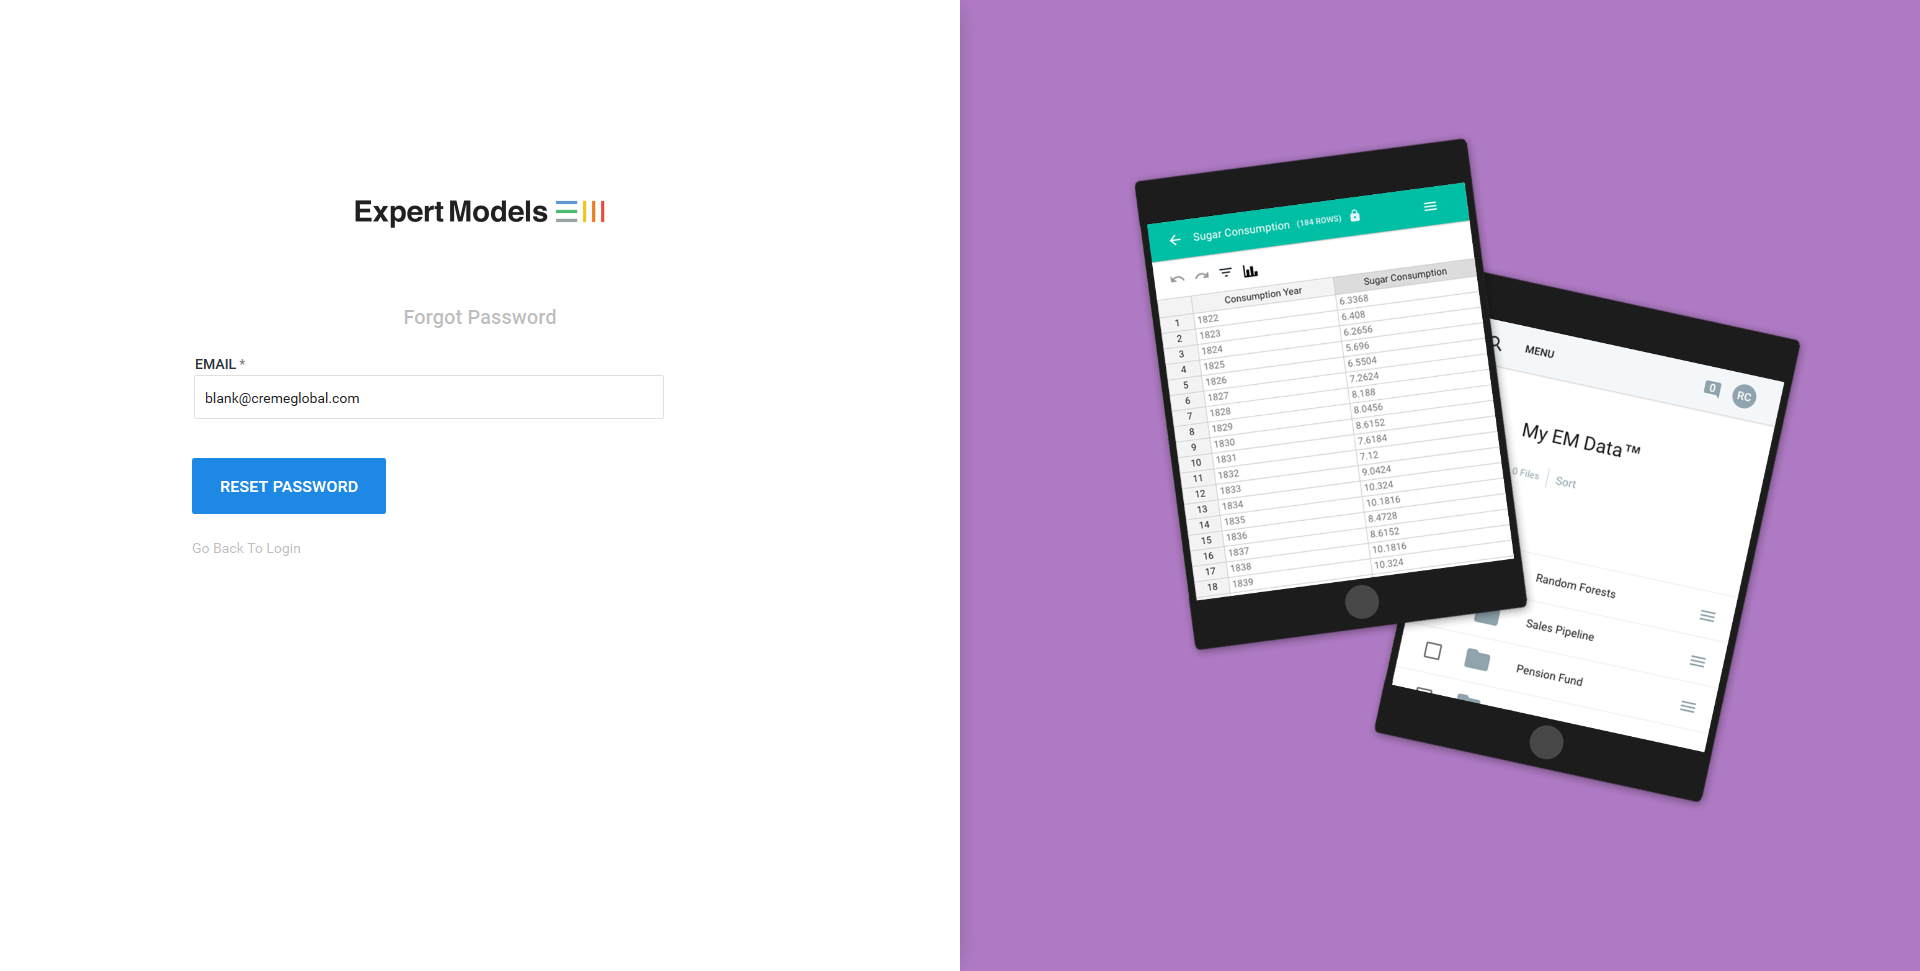 Expert Models
Forgot Password
EMAIL *
blank@cremeglobal.com
RESET PASSWORD
Go Back To Login
Sugar Consumption (184 ROWS)
Consumption Year Sugar Consumption
1 1822 6.3368
2 1823 6.408
3 1824 6.2656
4 1825 5.696
5 1826 6.5504
6 1827 7.2624
7 1828 8.188
8 1829 8.0456
9 1830 8.6152
10 1831 7.6184
11 1832 7.12
12 1833 9.0424
13 1834 10.324
14 1835 10.1816
15 1836 8.4728
16 1837 8.6152
17 1838 10.1816
18 1839 10.324
MENU
0 RC
My EM Data™
0 Files Sort
Random Forests
Sales Pipeline
Pension Fund